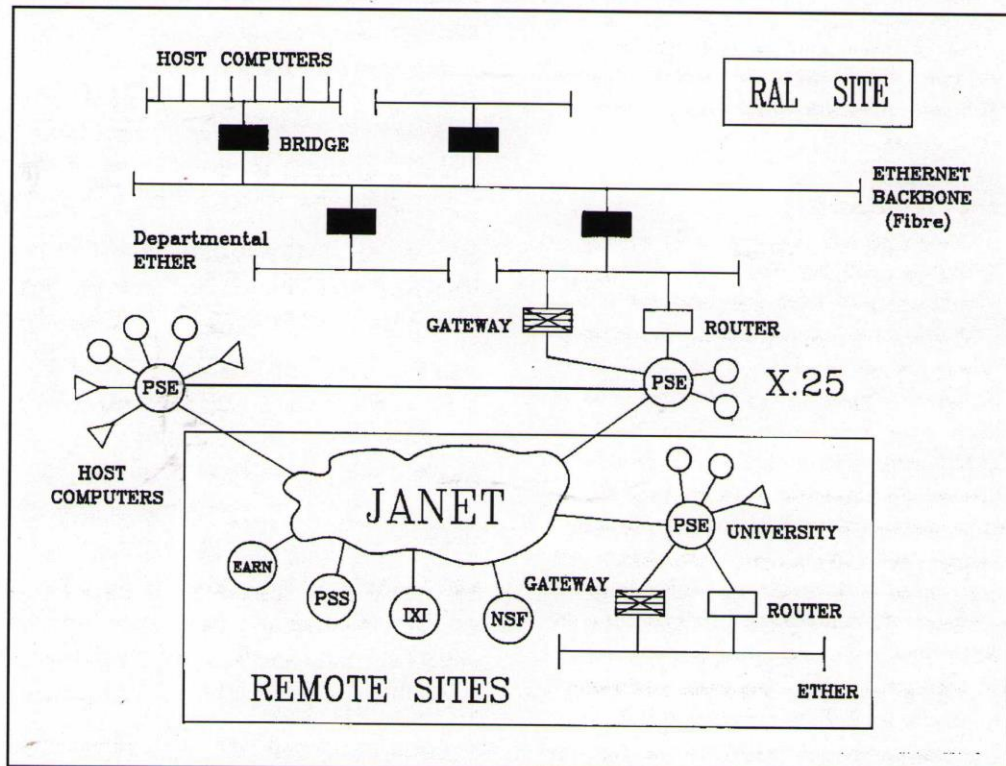 HOST COMPUTERS
RAL SITE
BRIDGE
ETHERNET
BACKBONE
(Fibre)
Departmental
ETHER
GATEWAY
ROUTER
PSE
PSE
X.25
HOST
COMPUTERS
JANET
PSE
UNIVERSITY
EARN
PSS
IXI
NSF
GATEWAY
ROUTER
REMOTE SITES
ETHER